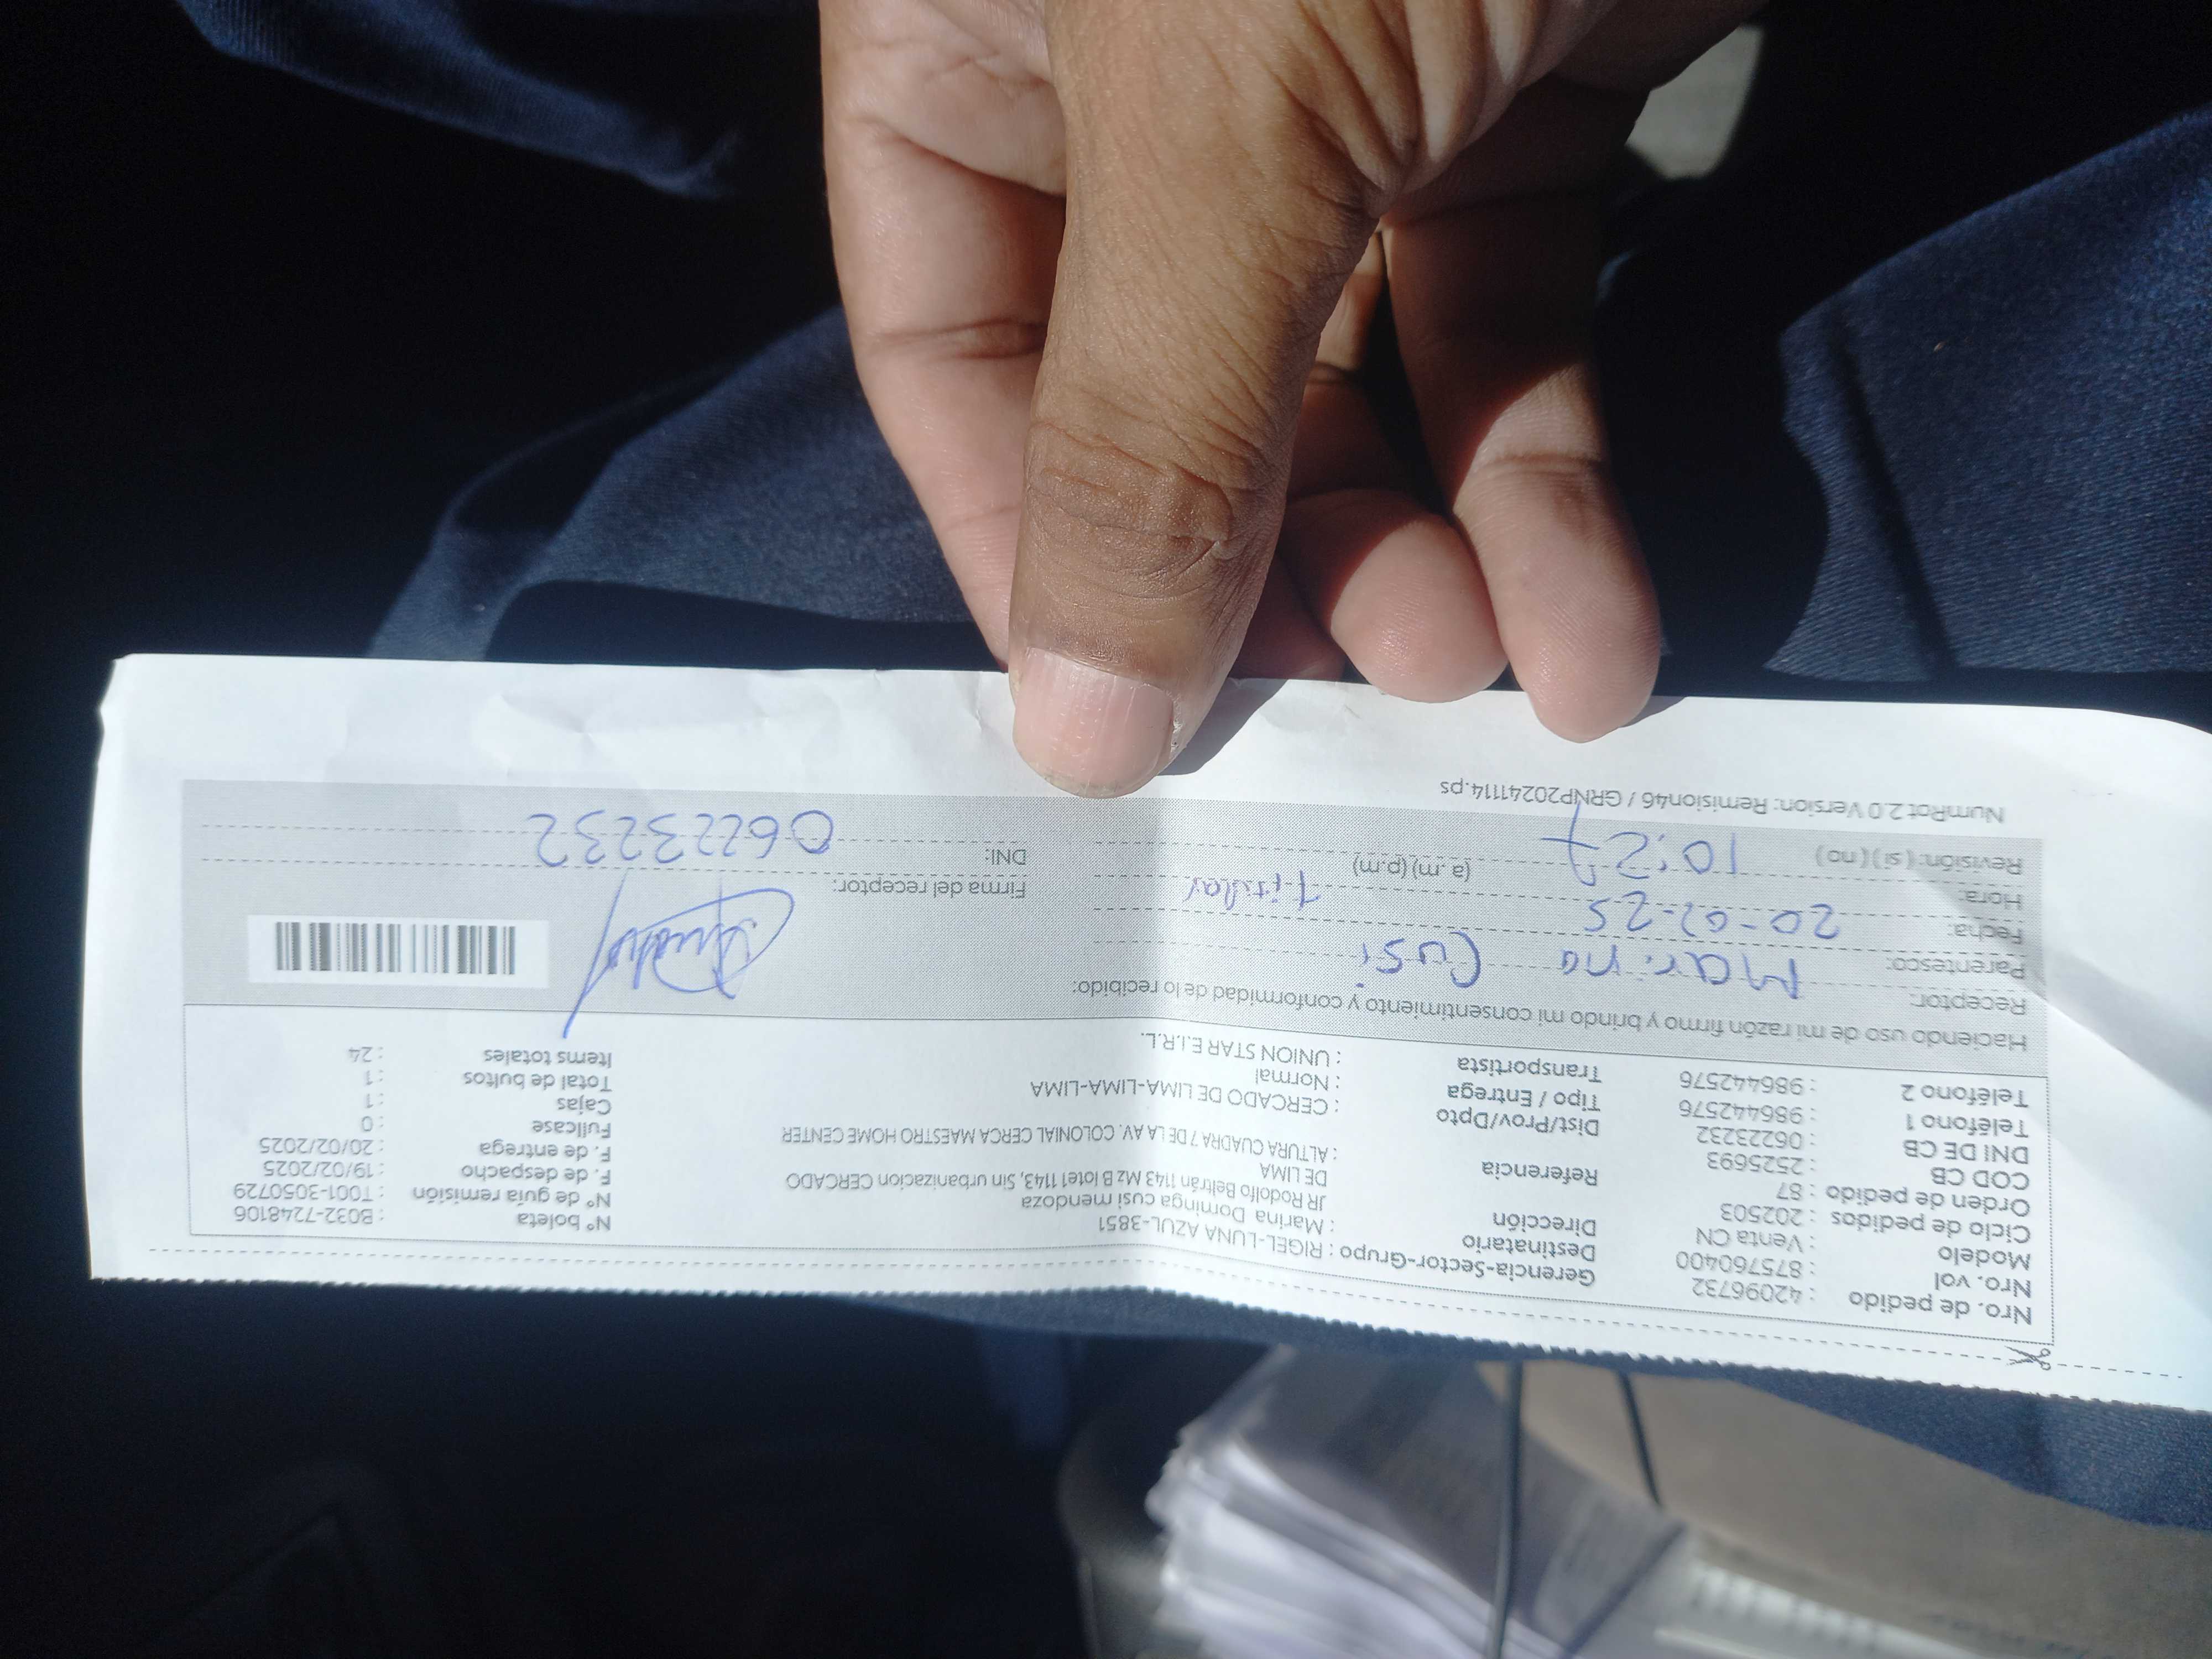 Nro. de pedido : 42096732
Nro. vol : 875760400
Modelo : Venta CN
Ciclo de pedidos : 202503
Orden de pedido : 87
COD CB : 2525693
DNI DE CB : 06223232
Teléfono 1 : 986442576
Teléfono 2 : 986442576
Gerencia-Sector-Grupo : RIGEL-LUNA AZUL-3851
Destinatario : Marina Dominga cusi mendoza
Dirección JR Rodolfo Beltrán 1143 Mz B lote1 1143, Sin urbanizacion CERCADO
DE LIMA
Referencia : ALTURA CUADRA 7 DE LA AV. COLONIAL CERCA MAESTRO HOME CENTER
Dist/Prov/Dpto : CERCADO DE LIMA-LIMA-LIMA
Tipo / Entrega : Normal
Transportista : UNION STAR E.I.R.L.
Nº boleta : B032-7248106
Nº de guía remisión : T001-3050729
F. de despacho : 19/02/2025
F. de entrega : 20/02/2025
Fullcase : 0
Cajas : 1
Total de bultos : 1
Items totales : 24
Haciendo uso de mi razón firmo y brindo mi consentimiento y conformidad de lo recibido:
Receptor: Marina Cusi
Parentesco: Titular
Fecha: 20-02-25
Hora: 10:27 (a.m) (p.m)
Revisión: ( si ) ( no )
Firma del receptor:
DNI: 06223232
NumRot 2.0 Version: Remision46 / GRNP20241114.ps